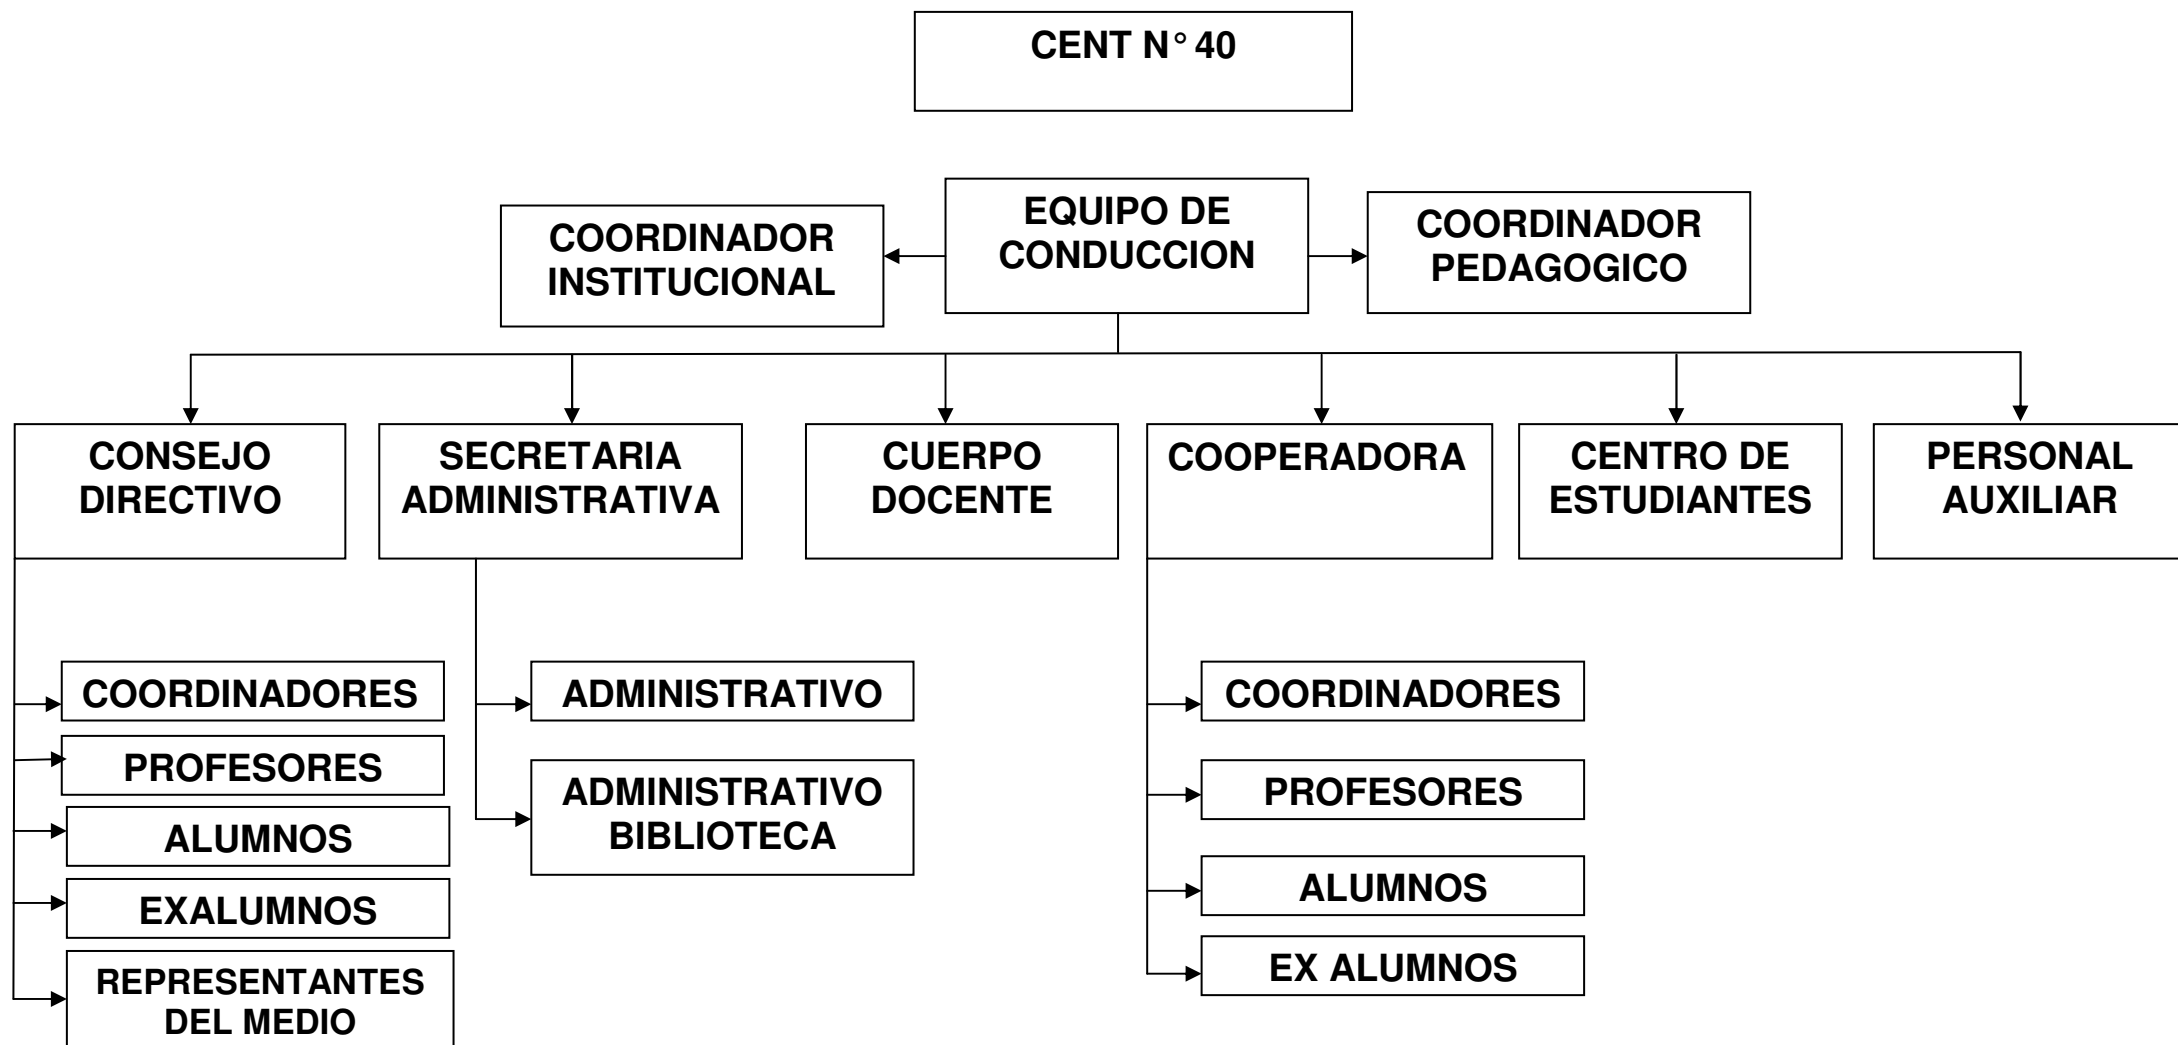 CENT N° 40
COORDINADOR
INSTITUCIONAL
EQUIPO DE
CONDUCCION
COORDINADOR
PEDAGOGICO
CONSEJO
DIRECTIVO
SECRETARIA
ADMINISTRATIVA
CUERPO
DOCENTE
COOPERADORA
CENTRO DE
ESTUDIANTES
PERSONAL
AUXILIAR
COORDINADORES
PROFESORES
ALUMNOS
EXALUMNOS
REPRESENTANTES
DEL MEDIO
ADMINISTRATIVO
ADMINISTRATIVO
BIBLIOTECA
COORDINADORES
PROFESORES
ALUMNOS
EX ALUMNOS